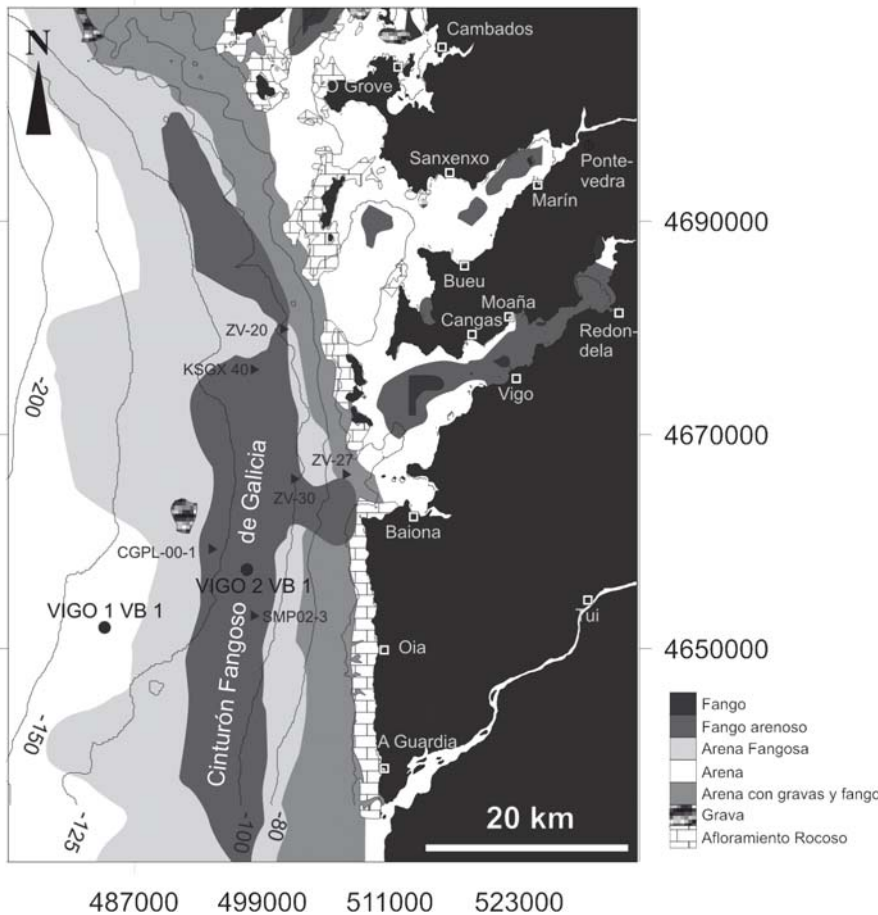 N
Cambados
O Grove
Sanxenxo
Ponte-
vedra
Marín
4690000
Bueu
Moaña
Cangas
Redon-
dela
Vigo
ZV-20
KSGX 40
-200
4670000
ZV-27
ZV-30
Baiona
CGPL-00-1
VIGO 2 VB 1
VIGO 1 VB 1
SMP02-3
Cinturón Fangoso
de Galicia
Tui
Oia
4650000
-150
A Guardia
-125
-100
-80
20 km
Fango
Fango arenoso
Arena Fangosa
Arena
Arena con gravas y fango
Grava
Afloramiento Rocoso
487000 499000 511000 523000